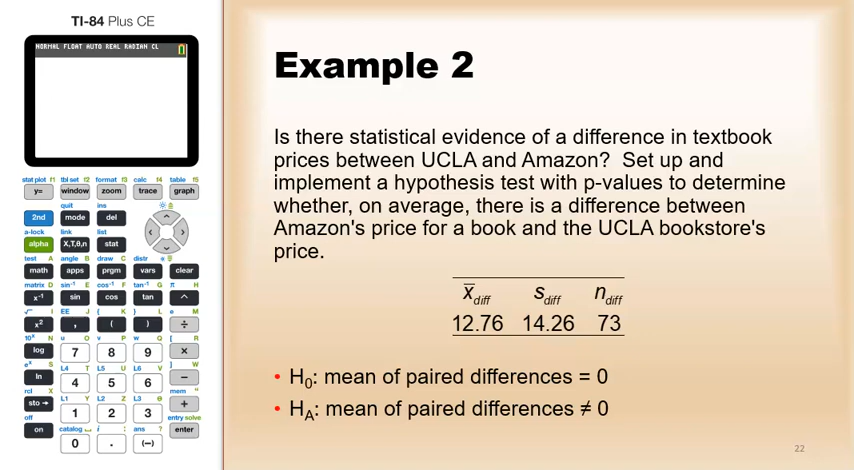 TI-84 Plus CE
NORMAL FLOAT AUTO REAL RADIAN CL
stat plot f1 tbl set f2 format f3 calc f4 table f5
y= window zoom trace graph
quit ins
2nd mode del
a-lock link list
alpha X,T,θ,n stat
test A angle B draw C distr
math apps prgm vars clear
matrix D sin⁻¹ E cos⁻¹ F tan⁻¹ G π H
x⁻¹ sin cos tan ^
√ I EE J { K } L e M
x² , ( ) ÷
10ˣ N u O v P w Q [ R
log 7 8 9 ×
eˣ S L4 T L5 U L6 V ] W
ln 4 5 6 −
rcl X L1 Y L2 Z L3 θ mem "
sto → 1 2 3 +
off catalog i : ans ? entry solve
on 0 . (−) enter
Example 2
Is there statistical evidence of a difference in textbook
prices between UCLA and Amazon? Set up and
implement a hypothesis test with p-values to determine
whether, on average, there is a difference between
Amazon's price for a book and the UCLA bookstore's
price.
x̄diff sdiff ndiff
12.76 14.26 73
• H₀: mean of paired differences = 0
• Hᴀ: mean of paired differences ≠ 0
22